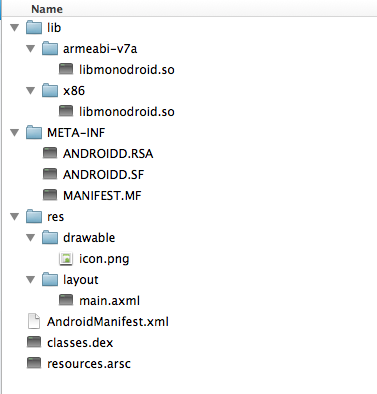 Name
lib
armeabi-v7a
libmonodroid.so
x86
libmonodroid.so
META-INF
ANDROIDD.RSA
ANDROIDD.SF
MANIFEST.MF
res
drawable
icon.png
layout
main.axml
AndroidManifest.xml
classes.dex
resources.arsc